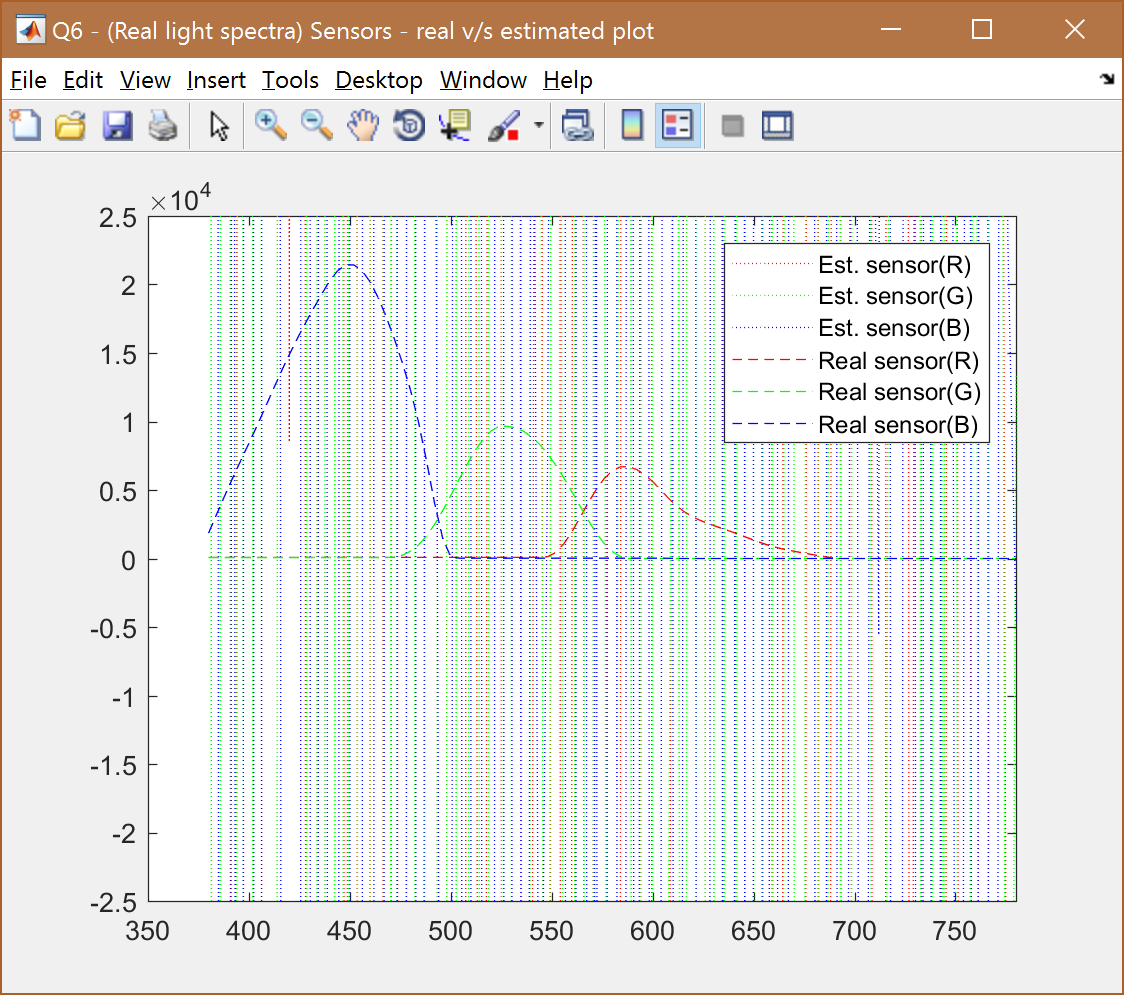 Q6 - (Real light spectra) Sensors - real v/s estimated plot
File Edit View Insert Tools Desktop Window Help
×10⁴
2.5
2
1.5
1
0.5
0
-0.5
-1
-1.5
-2
-2.5
350 400 450 500 550 600 650 700 750
Est. sensor(R)
Est. sensor(G)
Est. sensor(B)
Real sensor(R)
Real sensor(G)
Real sensor(B)